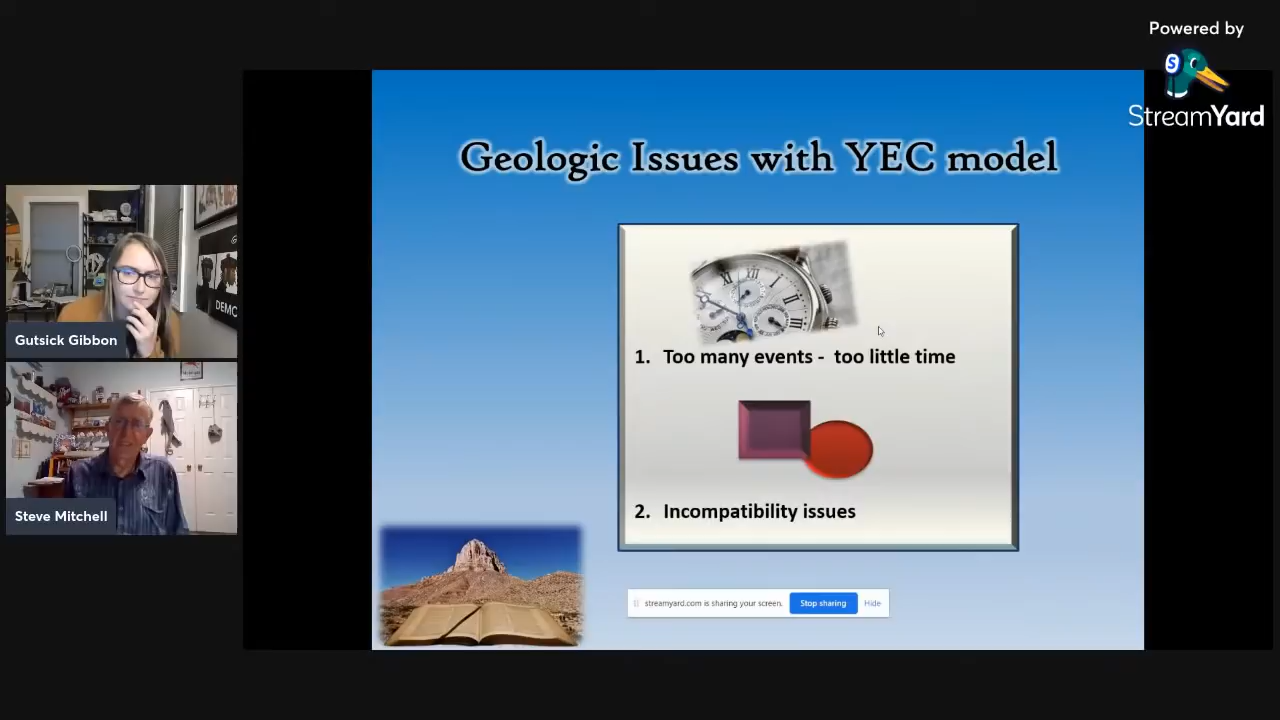 Powered by
StreamYard
Geologic Issues with YEC model
1. Too many events - too little time
2. Incompatibility issues
streamyard.com is sharing your screen.
Stop sharing
Hide
DEMO
Gutsick Gibbon
Steve Mitchell